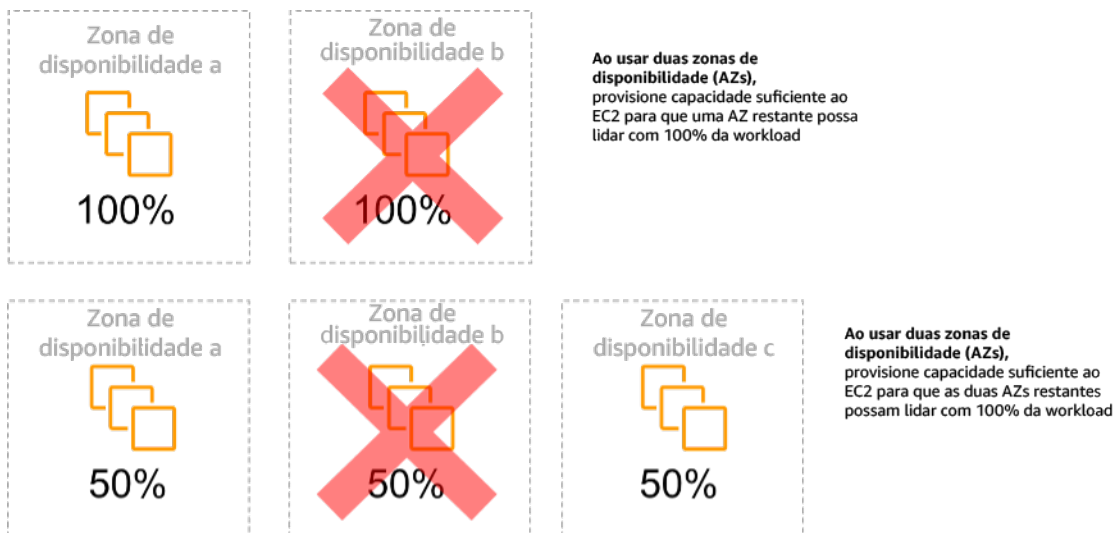 Zona de
disponibilidade a
100%
Zona de
disponibilidade b
100%
Ao usar duas zonas de
disponibilidade (AZs),
provisione capacidade suficiente ao
EC2 para que uma AZ restante possa
lidar com 100% da workload
Zona de
disponibilidade a
50%
Zona de
disponibilidade b
50%
Zona de
disponibilidade c
50%
Ao usar duas zonas de
disponibilidade (AZs),
provisione capacidade suficiente ao
EC2 para que as duas AZs restantes
possam lidar com 100% da workload